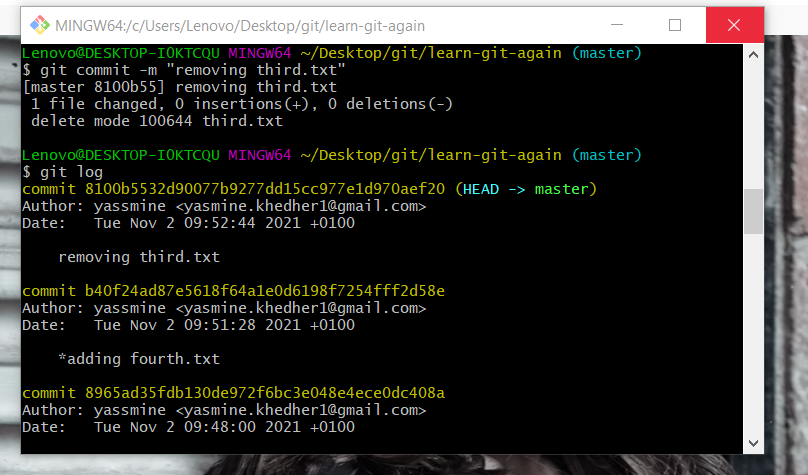 MINGW64:/c/Users/Lenovo/Desktop/git/learn-git-again
Lenovo@DESKTOP-I0KTCQU MINGW64 ~/Desktop/git/learn-git-again (master)
$ git commit -m "removing third.txt"
[master 8100b55] removing third.txt
 1 file changed, 0 insertions(+), 0 deletions(-)
 delete mode 100644 third.txt

Lenovo@DESKTOP-I0KTCQU MINGW64 ~/Desktop/git/learn-git-again (master)
$ git log
commit 8100b5532d90077b9277dd15cc977e1d970aef20 (HEAD -> master)
Author: yassmine <yasmine.khedher1@gmail.com>
Date:   Tue Nov 2 09:52:44 2021 +0100

    removing third.txt

commit b40f24ad87e5618f64a1e0d6198f7254fff2d58e
Author: yassmine <yasmine.khedher1@gmail.com>
Date:   Tue Nov 2 09:51:28 2021 +0100

    *adding fourth.txt

commit 8965ad35fdb130de972f6bc3e048e4ece0dc408a
Author: yassmine <yasmine.khedher1@gmail.com>
Date:   Tue Nov 2 09:48:00 2021 +0100